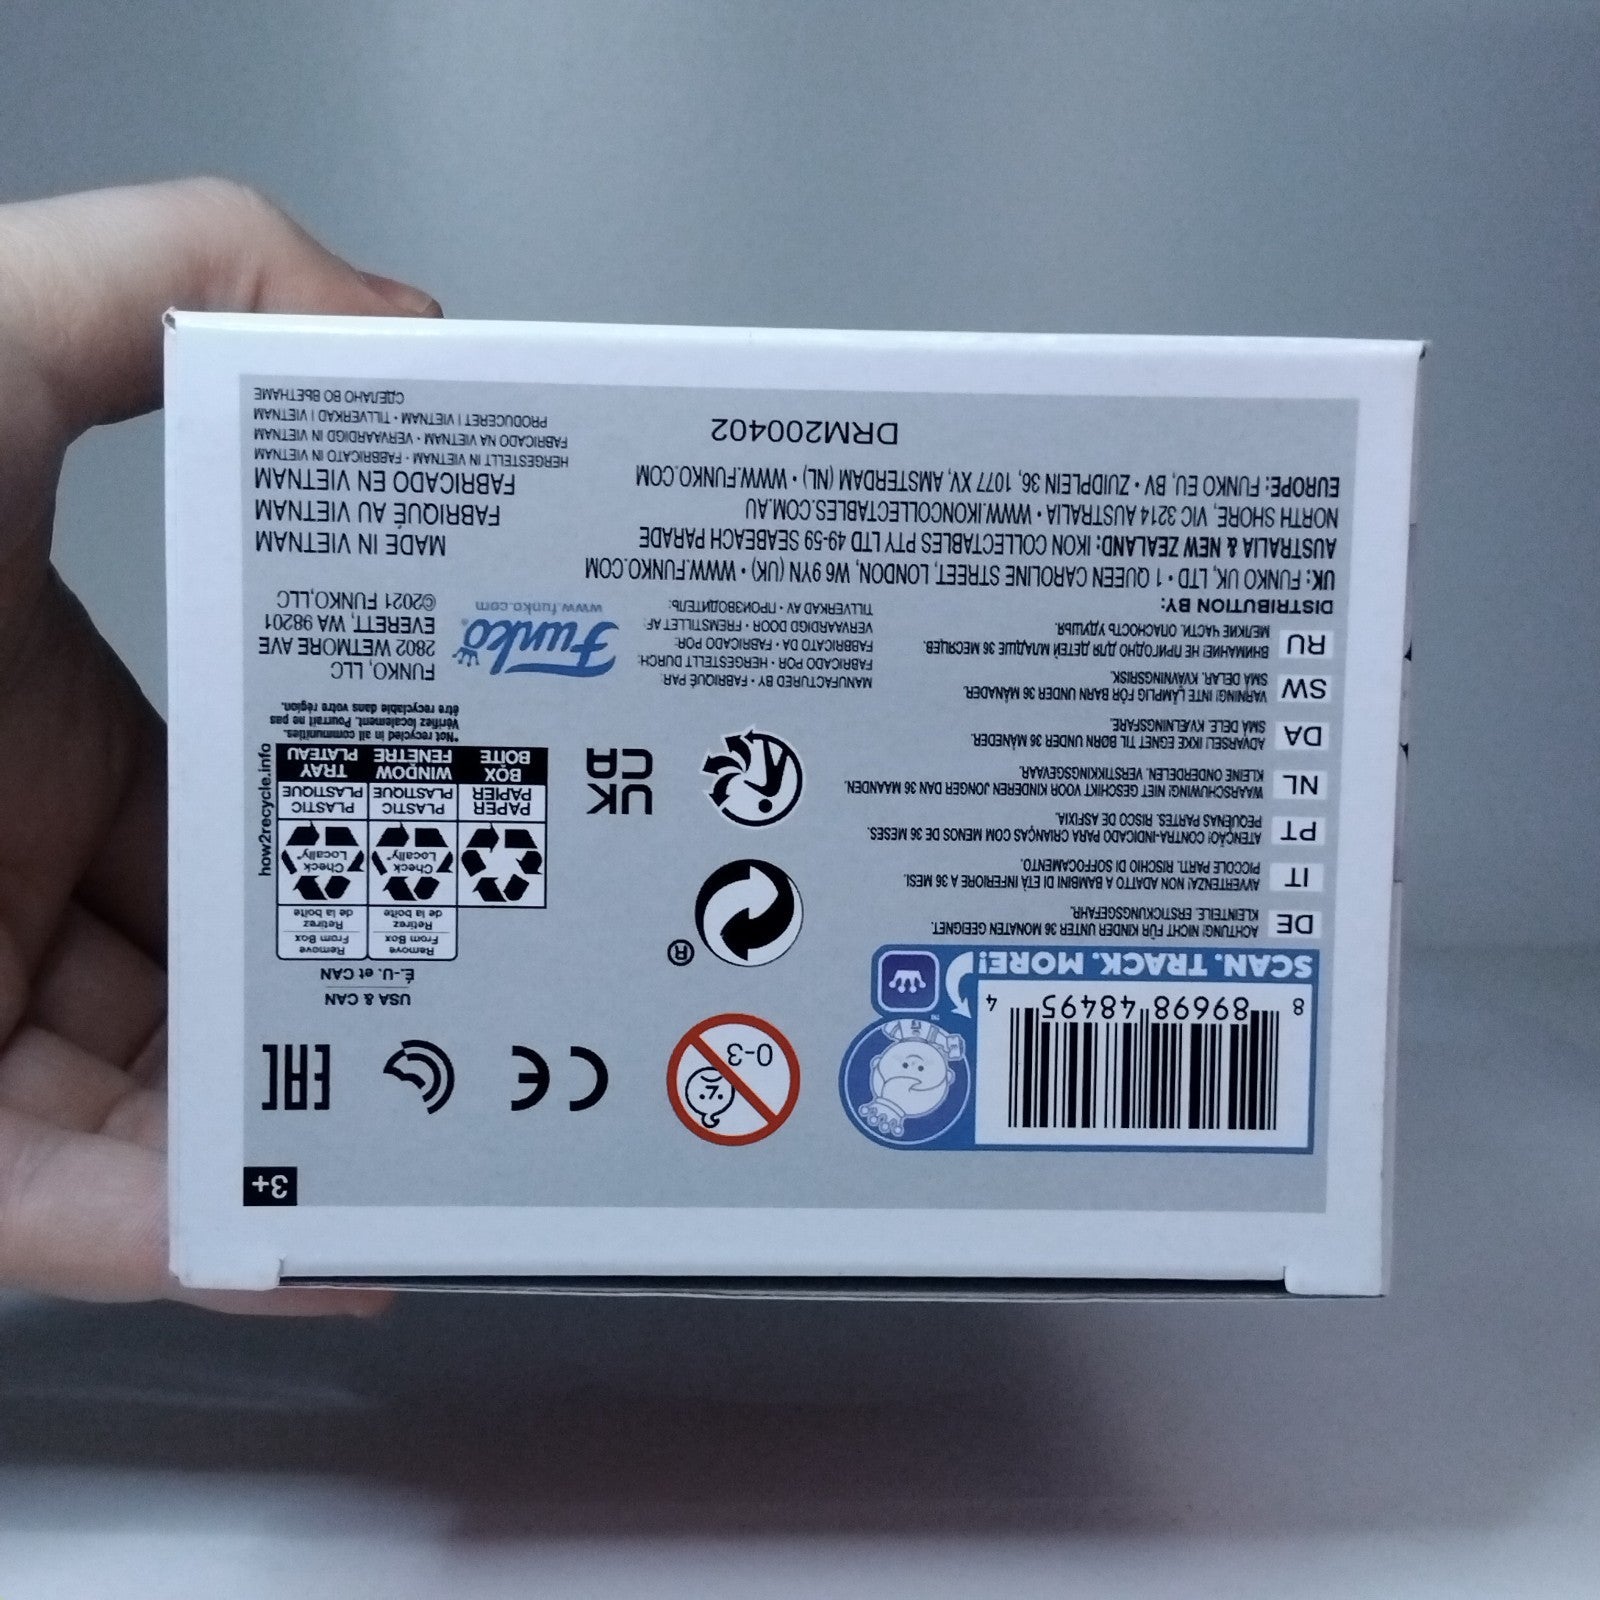 3+
8 89698 48495 4
SCAN. TRACK. MORE!
™
0-3
CE
EAC
USA & CAN
É.-U. et CAN
Remove
From Box
Retirez
de la boîte
Remove
From Box
Retirez
de la boîte
Check
Locally*
Check
Locally*
PAPER
PAPIER
PLASTIC
PLASTIQUE
PLASTIC
PLASTIQUE
BOX
BOÎTE
WINDOW
FENÊTRE
TRAY
PLATEAU
how2recycle.info
*Not recycled in all communities.
Vérifiez localement. Pourrait ne pas
être recyclable dans votre région.
®
UK
CA
DE
ACHTUNG! NICHT FÜR KINDER UNTER 36 MONATEN GEEIGNET.
KLEINTEILE. ERSTICKUNGSGEFAHR.
IT
AVVERTENZA! NON ADATTO A BAMBINI DI ETÀ INFERIORE A 36 MESI.
PICCOLE PARTI. RISCHIO DI SOFFOCAMENTO.
PT
ATENÇÃO! CONTRA-INDICADO PARA CRIANÇAS COM MENOS DE 36 MESES.
PEQUENAS PARTES. RISCO DE ASFIXIA.
NL
WAARSCHUWING! NIET GESCHIKT VOOR KINDEREN JONGER DAN 36 MAANDEN.
KLEINE ONDERDELEN. VERSTIKKINGSGEVAAR.
DA
ADVARSEL! IKKE EGNET TIL BØRN UNDER 36 MÅNEDER.
SMÅ DELE. KVÆLNINGSFARE.
SW
VARNING! INTE LÄMPLIG FÖR BARN UNDER 36 MÅNADER.
SMÅ DELAR. KVÄVNINGSRISK.
RU
ВНИМАНИЕ! НЕ ПРИГОДНО ДЛЯ ДЕТЕЙ МЛАДШЕ 36 МЕСЯЦЕВ.
МЕЛКИЕ ЧАСТИ. ОПАСНОСТЬ УДУШЬЯ.
MANUFACTURED BY • FABRIQUÉ PAR:
FABRICADO POR • HERGESTELLT DURCH:
FABRICATO DA • FABRICADO POR:
VERVAARDIGD DOOR • FREMSTILLET AF:
TILLVERKAD AV • ПРОИЗВОДИТЕЛЬ:
Funko®
www.funko.com
FUNKO, LLC
2802 WETMORE AVE
EVERETT, WA 98201
©2021 FUNKO,LLC
DISTRIBUTION BY:
UK: FUNKO UK, LTD • 1 QUEEN CAROLINE STREET, LONDON, W6 9YN (UK) • WWW.FUNKO.COM
AUSTRALIA & NEW ZEALAND: IKON COLLECTABLES PTY LTD 49-59 SEABEACH PARADE
NORTH SHORE, VIC 3214 AUSTRALIA • WWW.IKONCOLLECTABLES.COM.AU
EUROPE: FUNKO EU, BV • ZUIDPLEIN 36, 1077 XV, AMSTERDAM (NL) • WWW.FUNKO.COM
DRM200402
MADE IN VIETNAM
FABRIQUÉ AU VIETNAM
FABRICADO EN VIETNAM
HERGESTELLT IN VIETNAM • FABBRICATO IN VIETNAM
FABRICADO NA VIETNAM • VERVAARDIGD IN VIETNAM
PRODUCERET I VIETNAM • TILLVERKAD I VIETNAM
СДЕЛАНО ВО ВЬЕТНАМЕ